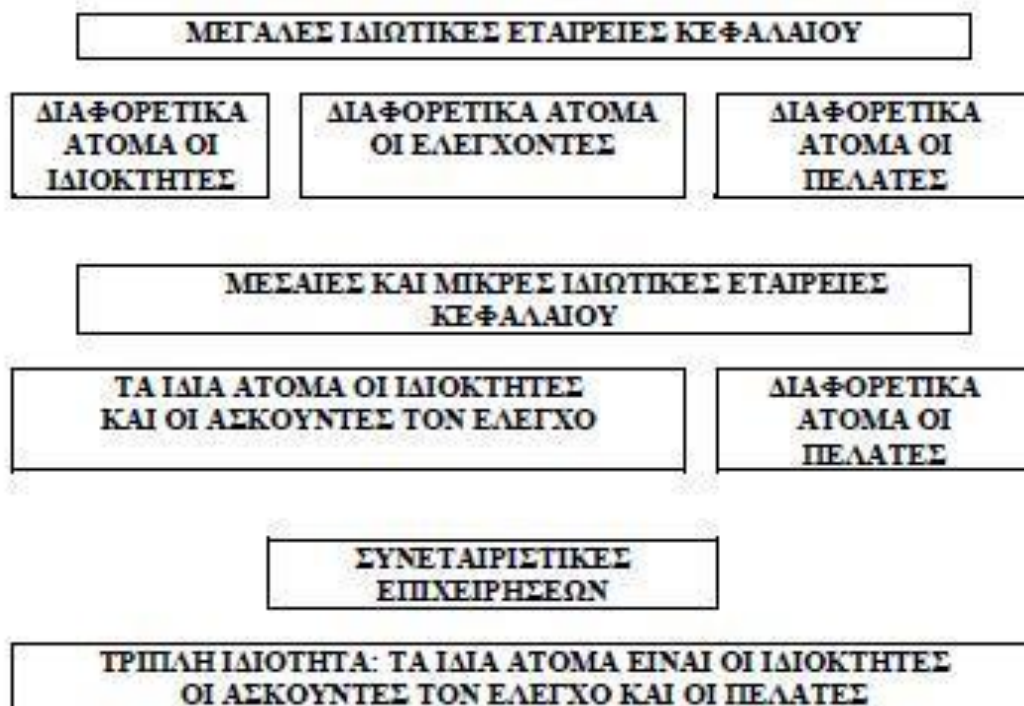 ΜΕΓΑΛΕΣ ΙΔΙΩΤΙΚΕΣ ΕΤΑΙΡΕΙΕΣ ΚΕΦΑΛΑΙΟΥ
ΔΙΑΦΟΡΕΤΙΚΑ
ΑΤΟΜΑ ΟΙ
ΙΔΙΟΚΤΗΤΕΣ
ΔΙΑΦΟΡΕΤΙΚΑ ΑΤΟΜΑ
ΟΙ ΕΛΕΓΧΟΝΤΕΣ
ΔΙΑΦΟΡΕΤΙΚΑ
ΑΤΟΜΑ ΟΙ
ΠΕΛΑΤΕΣ
ΜΕΣΑΙΕΣ ΚΑΙ ΜΙΚΡΕΣ ΙΔΙΩΤΙΚΕΣ ΕΤΑΙΡΕΙΕΣ
ΚΕΦΑΛΑΙΟΥ
ΤΑ ΙΔΙΑ ΑΤΟΜΑ ΟΙ ΙΔΙΟΚΤΗΤΕΣ
ΚΑΙ ΟΙ ΑΣΚΟΥΝΤΕΣ ΤΟΝ ΕΛΕΓΧΟ
ΔΙΑΦΟΡΕΤΙΚΑ
ΑΤΟΜΑ ΟΙ
ΠΕΛΑΤΕΣ
ΣΥΝΕΤΑΙΡΙΣΤΙΚΕΣ
ΕΠΙΧΕΙΡΗΣΕΩΝ
ΤΡΙΠΛΗ ΙΔΙΟΤΗΤΑ: ΤΑ ΙΔΙΑ ΑΤΟΜΑ ΕΙΝΑΙ ΟΙ ΙΔΙΟΚΤΗΤΕΣ
ΟΙ ΑΣΚΟΥΝΤΕΣ ΤΟΝ ΕΛΕΓΧΟ ΚΑΙ ΟΙ ΠΕΛΑΤΕΣ